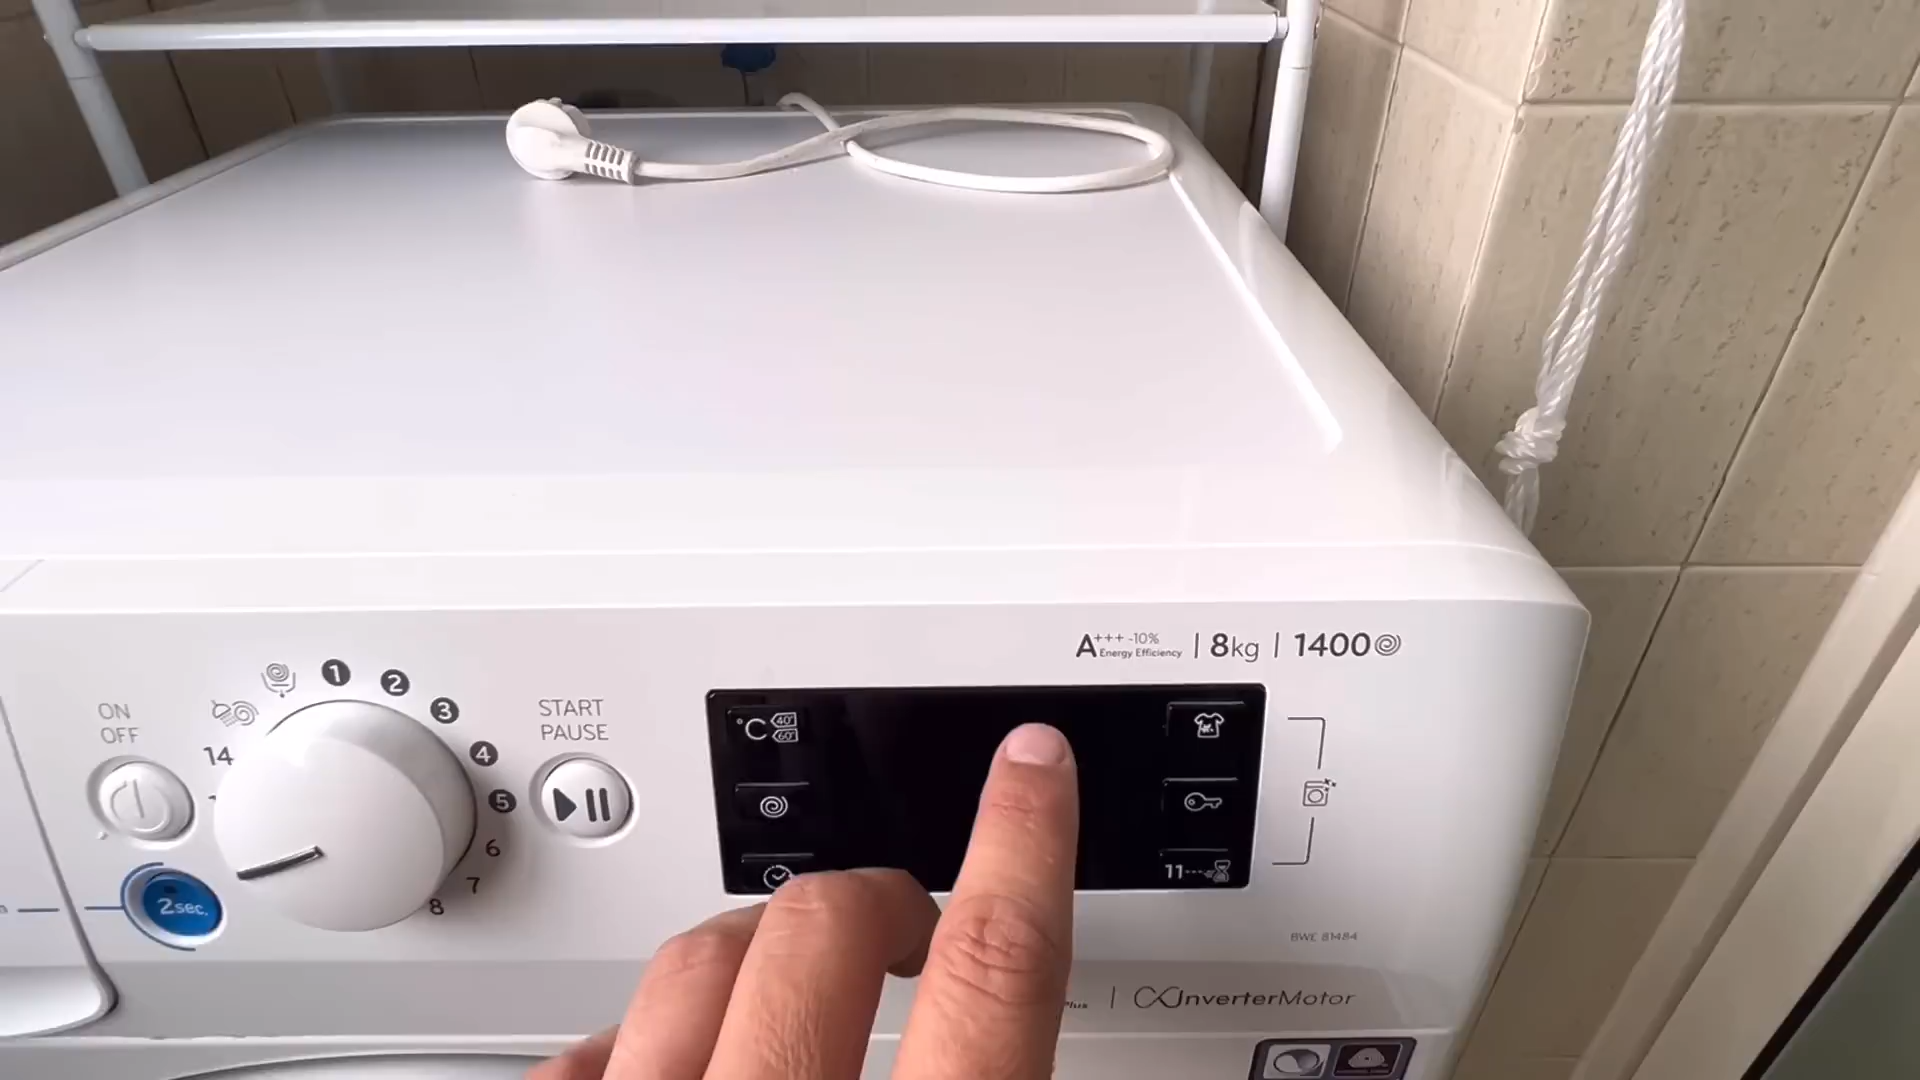 A+++ -10% | 8kg | 1400
Energy Efficiency
ON
OFF
START
PAUSE
1
2
3
4
5
6
7
8
14
2sec.
°C 40° 60°
11
BWE 81484
Plus | InverterMotor